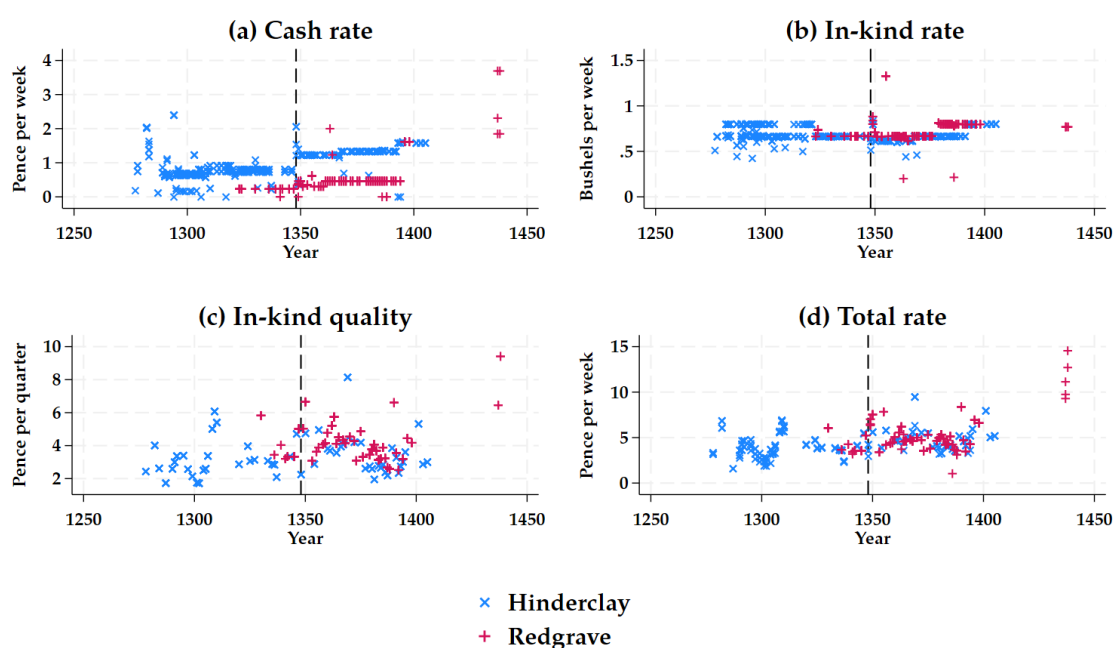 (a) Cash rate
Pence per week
4
3
2
1
0
1250 1300 1350 1400 1450
Year
(b) In-kind rate
Bushels per week
1.5
1
.5
0
1250 1300 1350 1400 1450
Year
(c) In-kind quality
Pence per quarter
10
8
6
4
2
1250 1300 1350 1400 1450
Year
(d) Total rate
Pence per week
15
10
5
0
1250 1300 1350 1400 1450
Year
Hinderclay
Redgrave